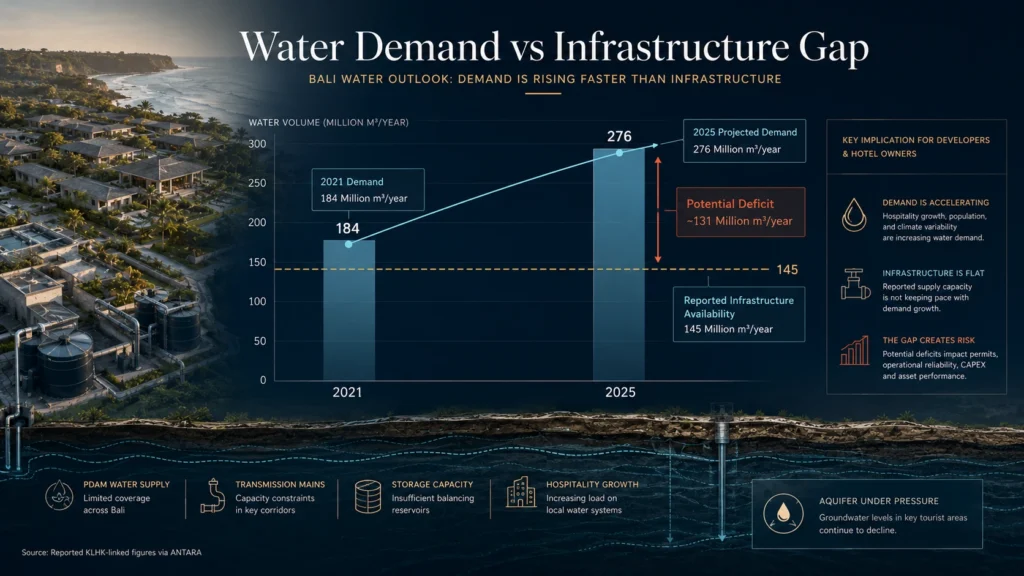 Water Demand vs Infrastructure Gap
BALI WATER OUTLOOK: DEMAND IS RISING FASTER THAN INFRASTRUCTURE
WATER VOLUME (MILLION M³/YEAR)
300
250
200
150
100
50
0
2021 Demand
184 Million m³/year
184
276
2025 Projected Demand
276 Million m³/year
Potential Deficit
~131 Million m³/year
145
Reported Infrastructure
Availability
145 Million m³/year
2021
2025
KEY IMPLICATION FOR DEVELOPERS
& HOTEL OWNERS
DEMAND IS ACCELERATING
Hospitality growth, population,
and climate variability
are increasing water demand.
INFRASTRUCTURE IS FLAT
Reported supply capacity
is not keeping pace with
demand growth.
THE GAP CREATES RISK
Potential deficits impact permits,
operational reliability, CAPEX
and asset performance.
PDAM WATER SUPPLY
Limited coverage
across Bali
TRANSMISSION MAINS
Capacity constraints
in key corridors
STORAGE CAPACITY
Insufficient balancing
reservoirs
HOSPITALITY GROWTH
Increasing load on
local water systems
AQUIFER UNDER PRESSURE
Groundwater levels in key tourist areas
continue to decline.
Source: Reported KLHK-linked figures via ANTARA